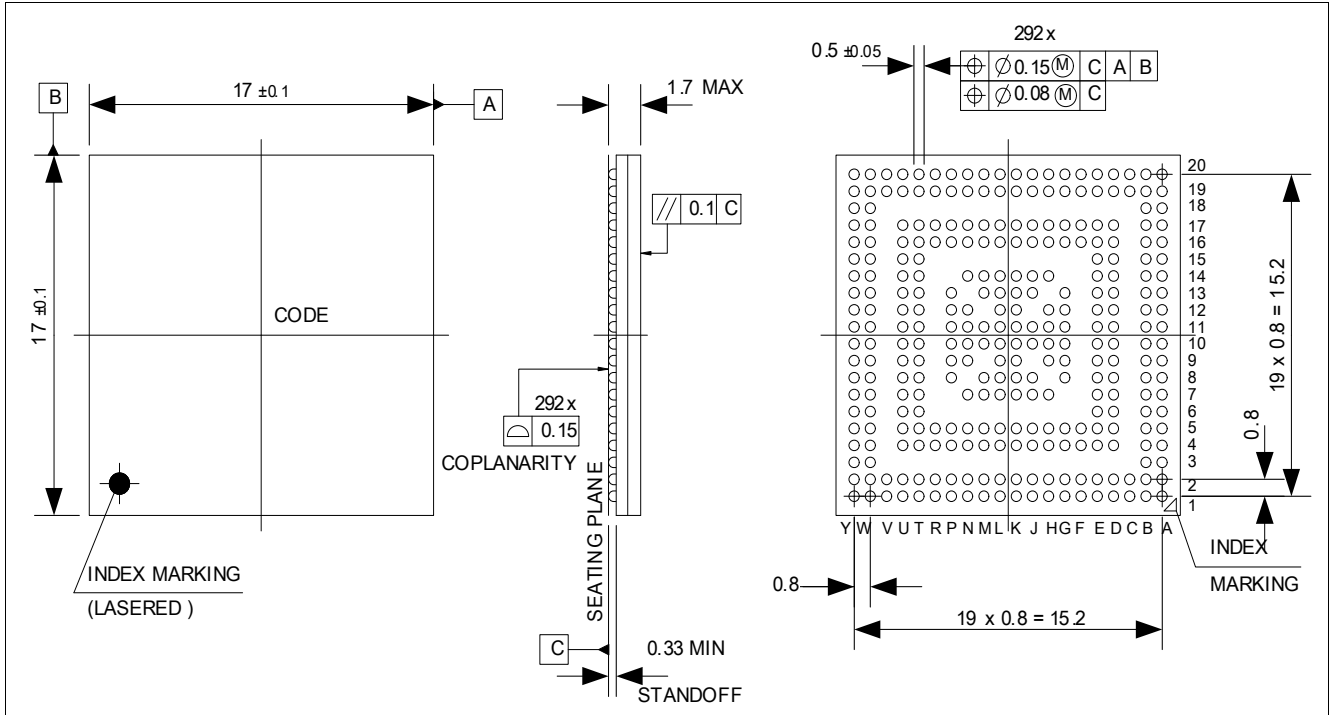 B
17 ±0.1
A
17 ±0.1
CODE
INDEX MARKING
(LASERED )
1.7 MAX
// 0.1 C
292 x
0.15
COPLANARITY
SEATING PLANE
C
0.33 MIN
STANDOFF
292 x
0.5 ±0.05
⌖ ∅ 0.15 Ⓜ C A B
⌖ ∅ 0.08 Ⓜ C
20
19
18
17
16
15
14
13
12
11
10
9
8
7
6
5
4
3
2
1
19 x 0.8 = 15.2
0.8
Y W V U T R P N M L K J H G F E D C B A
INDEX
MARKING
0.8
19 x 0.8 = 15.2